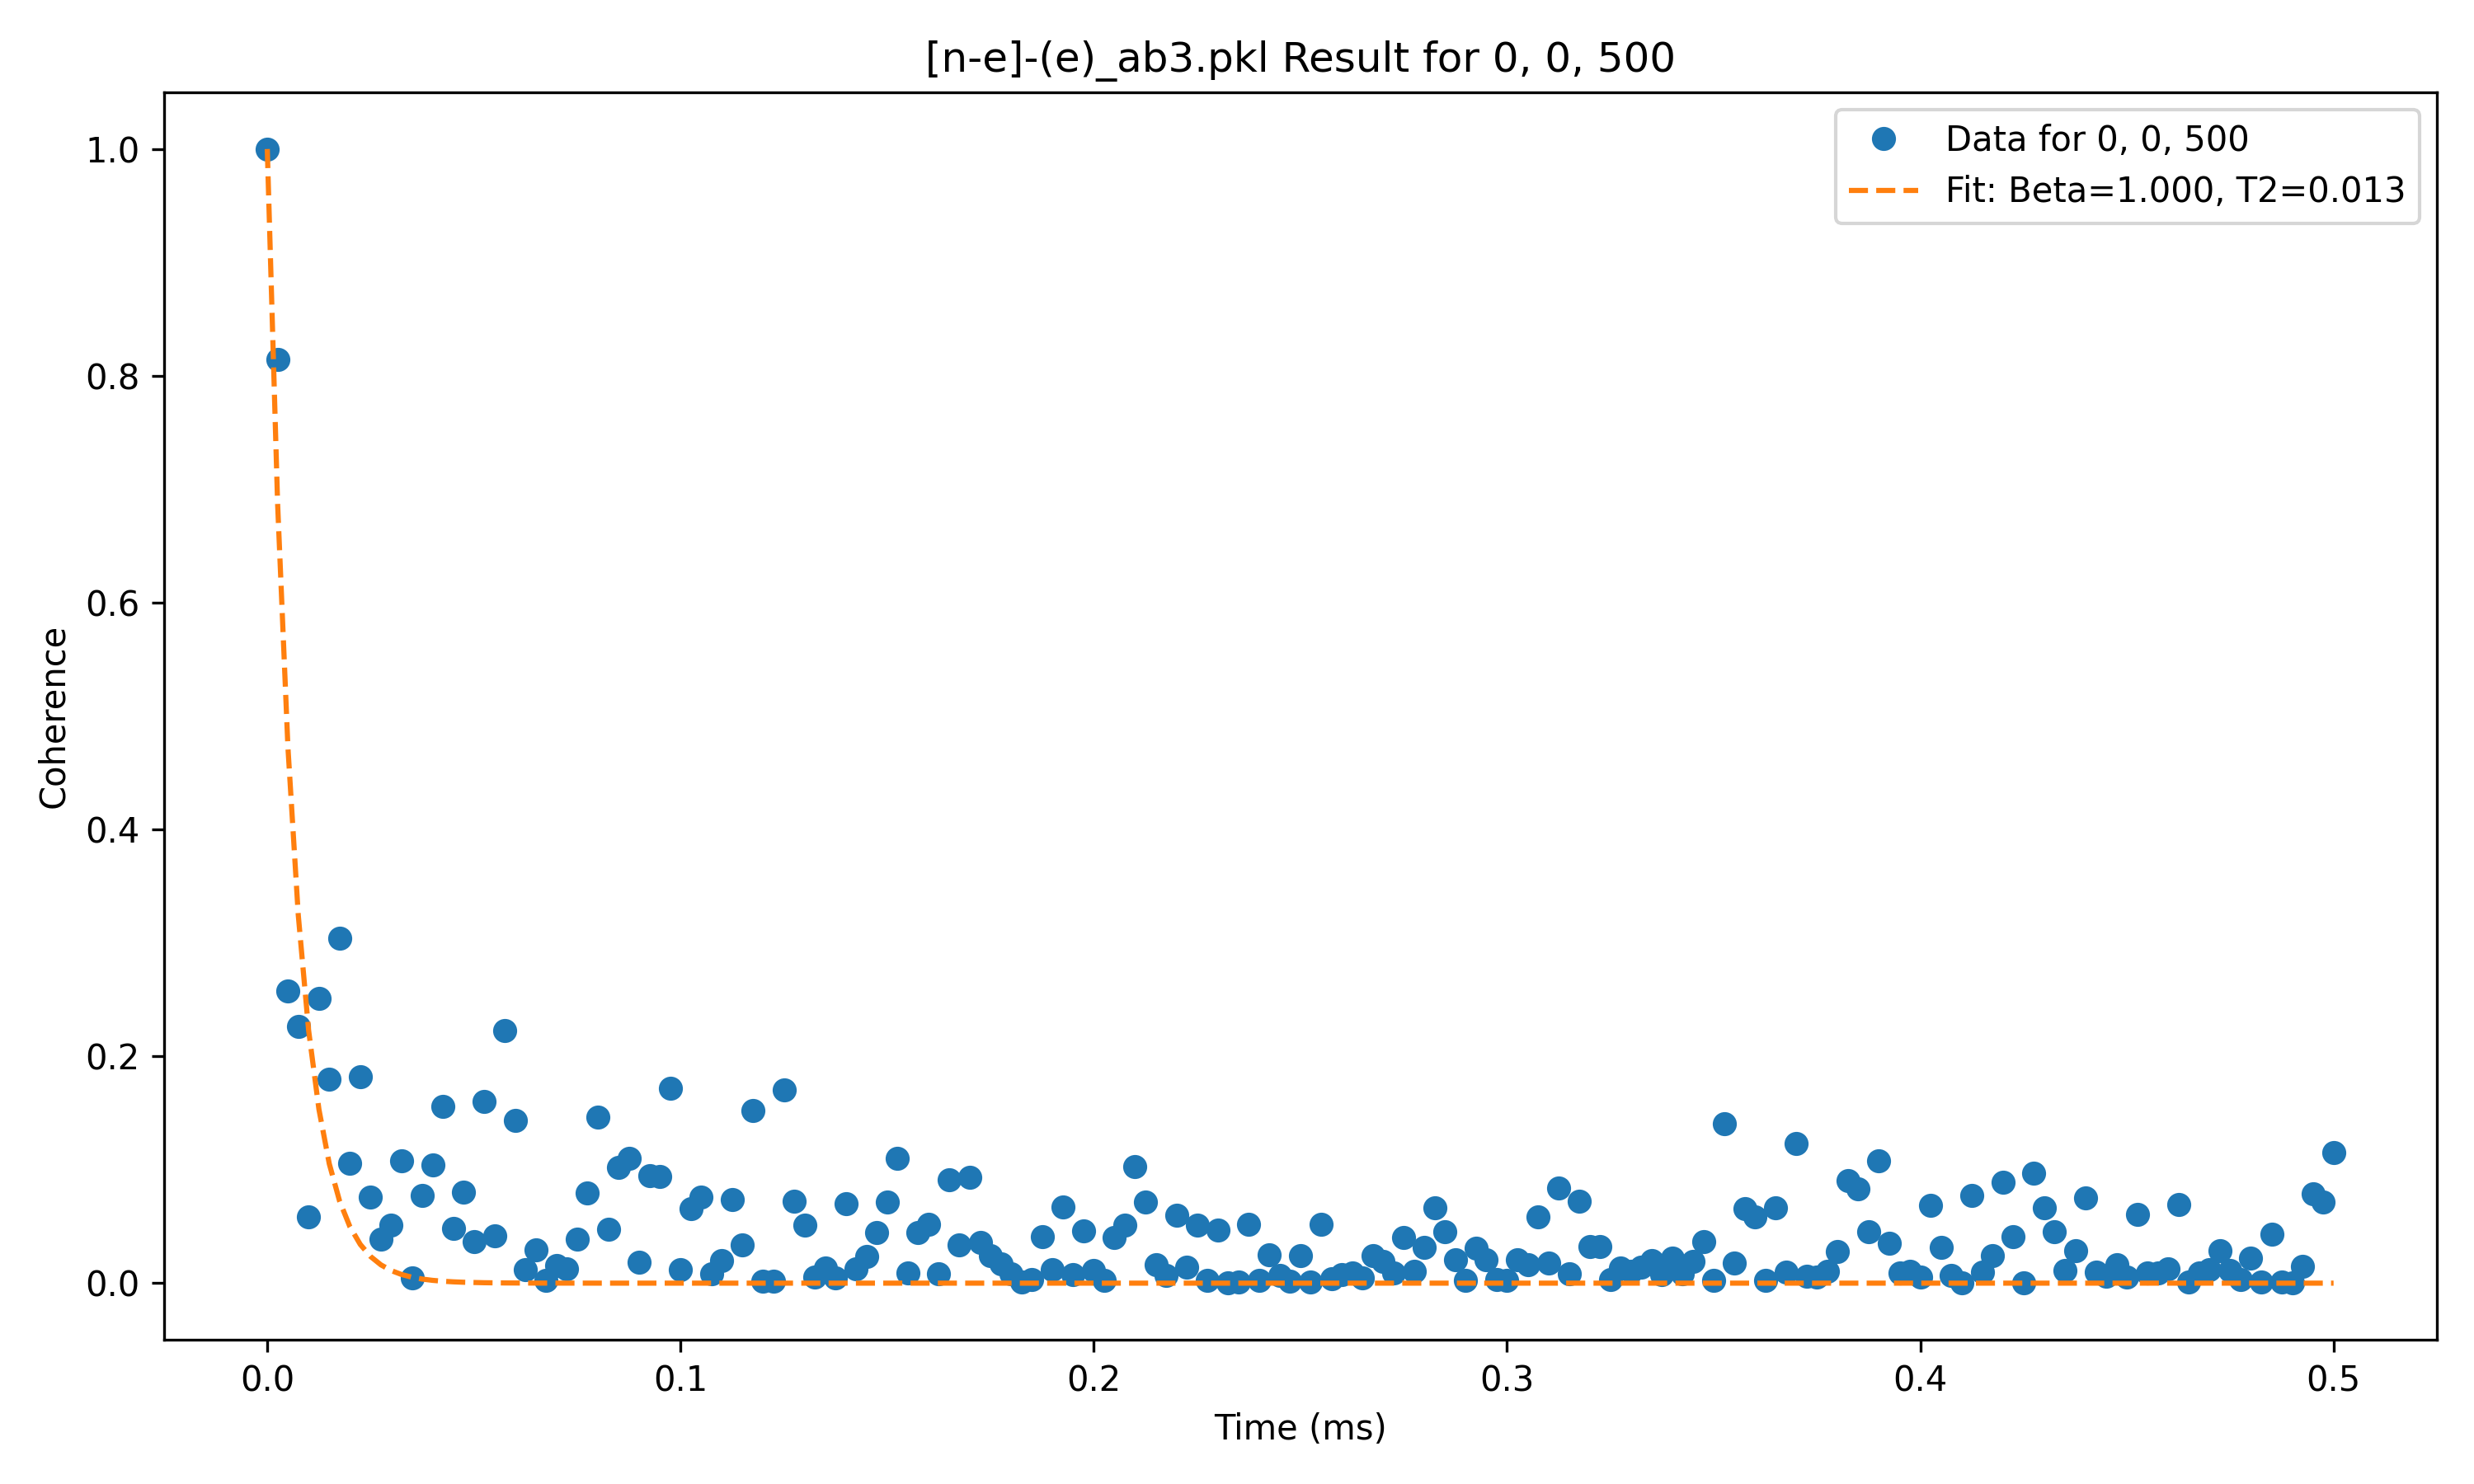 [n-e]-(e)_ab3.pkl Result for 0, 0, 500
Data for 0, 0, 500
Fit: Beta=1.000, T2=0.013
Coherence
1.0
0.8
0.6
0.4
0.2
0.0
0.0 0.1 0.2 0.3 0.4 0.5
Time (ms)